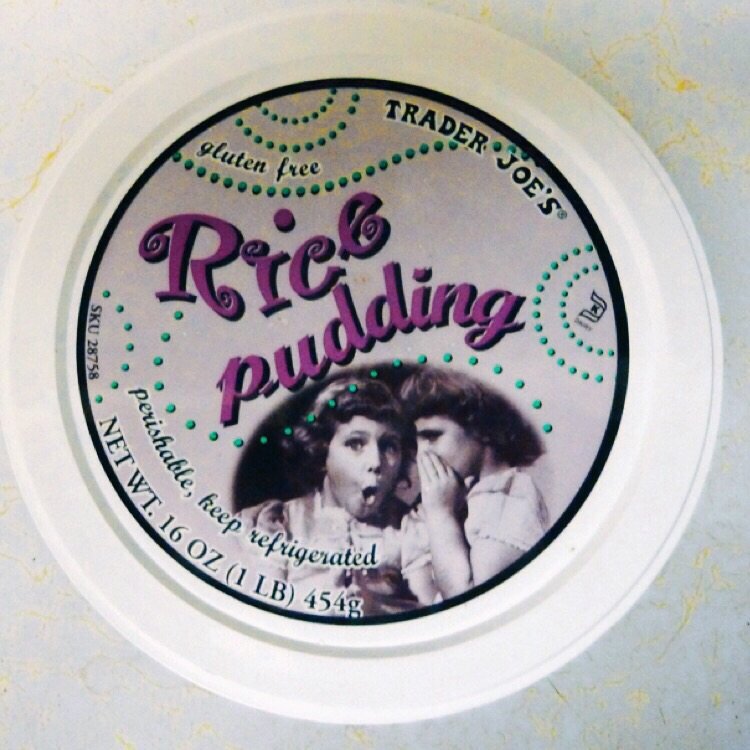 TRADER JOE'S®
gluten free
Rice
pudding
SKU 28758
perishable, keep refrigerated
NET WT. 16 OZ (1 LB) 454g